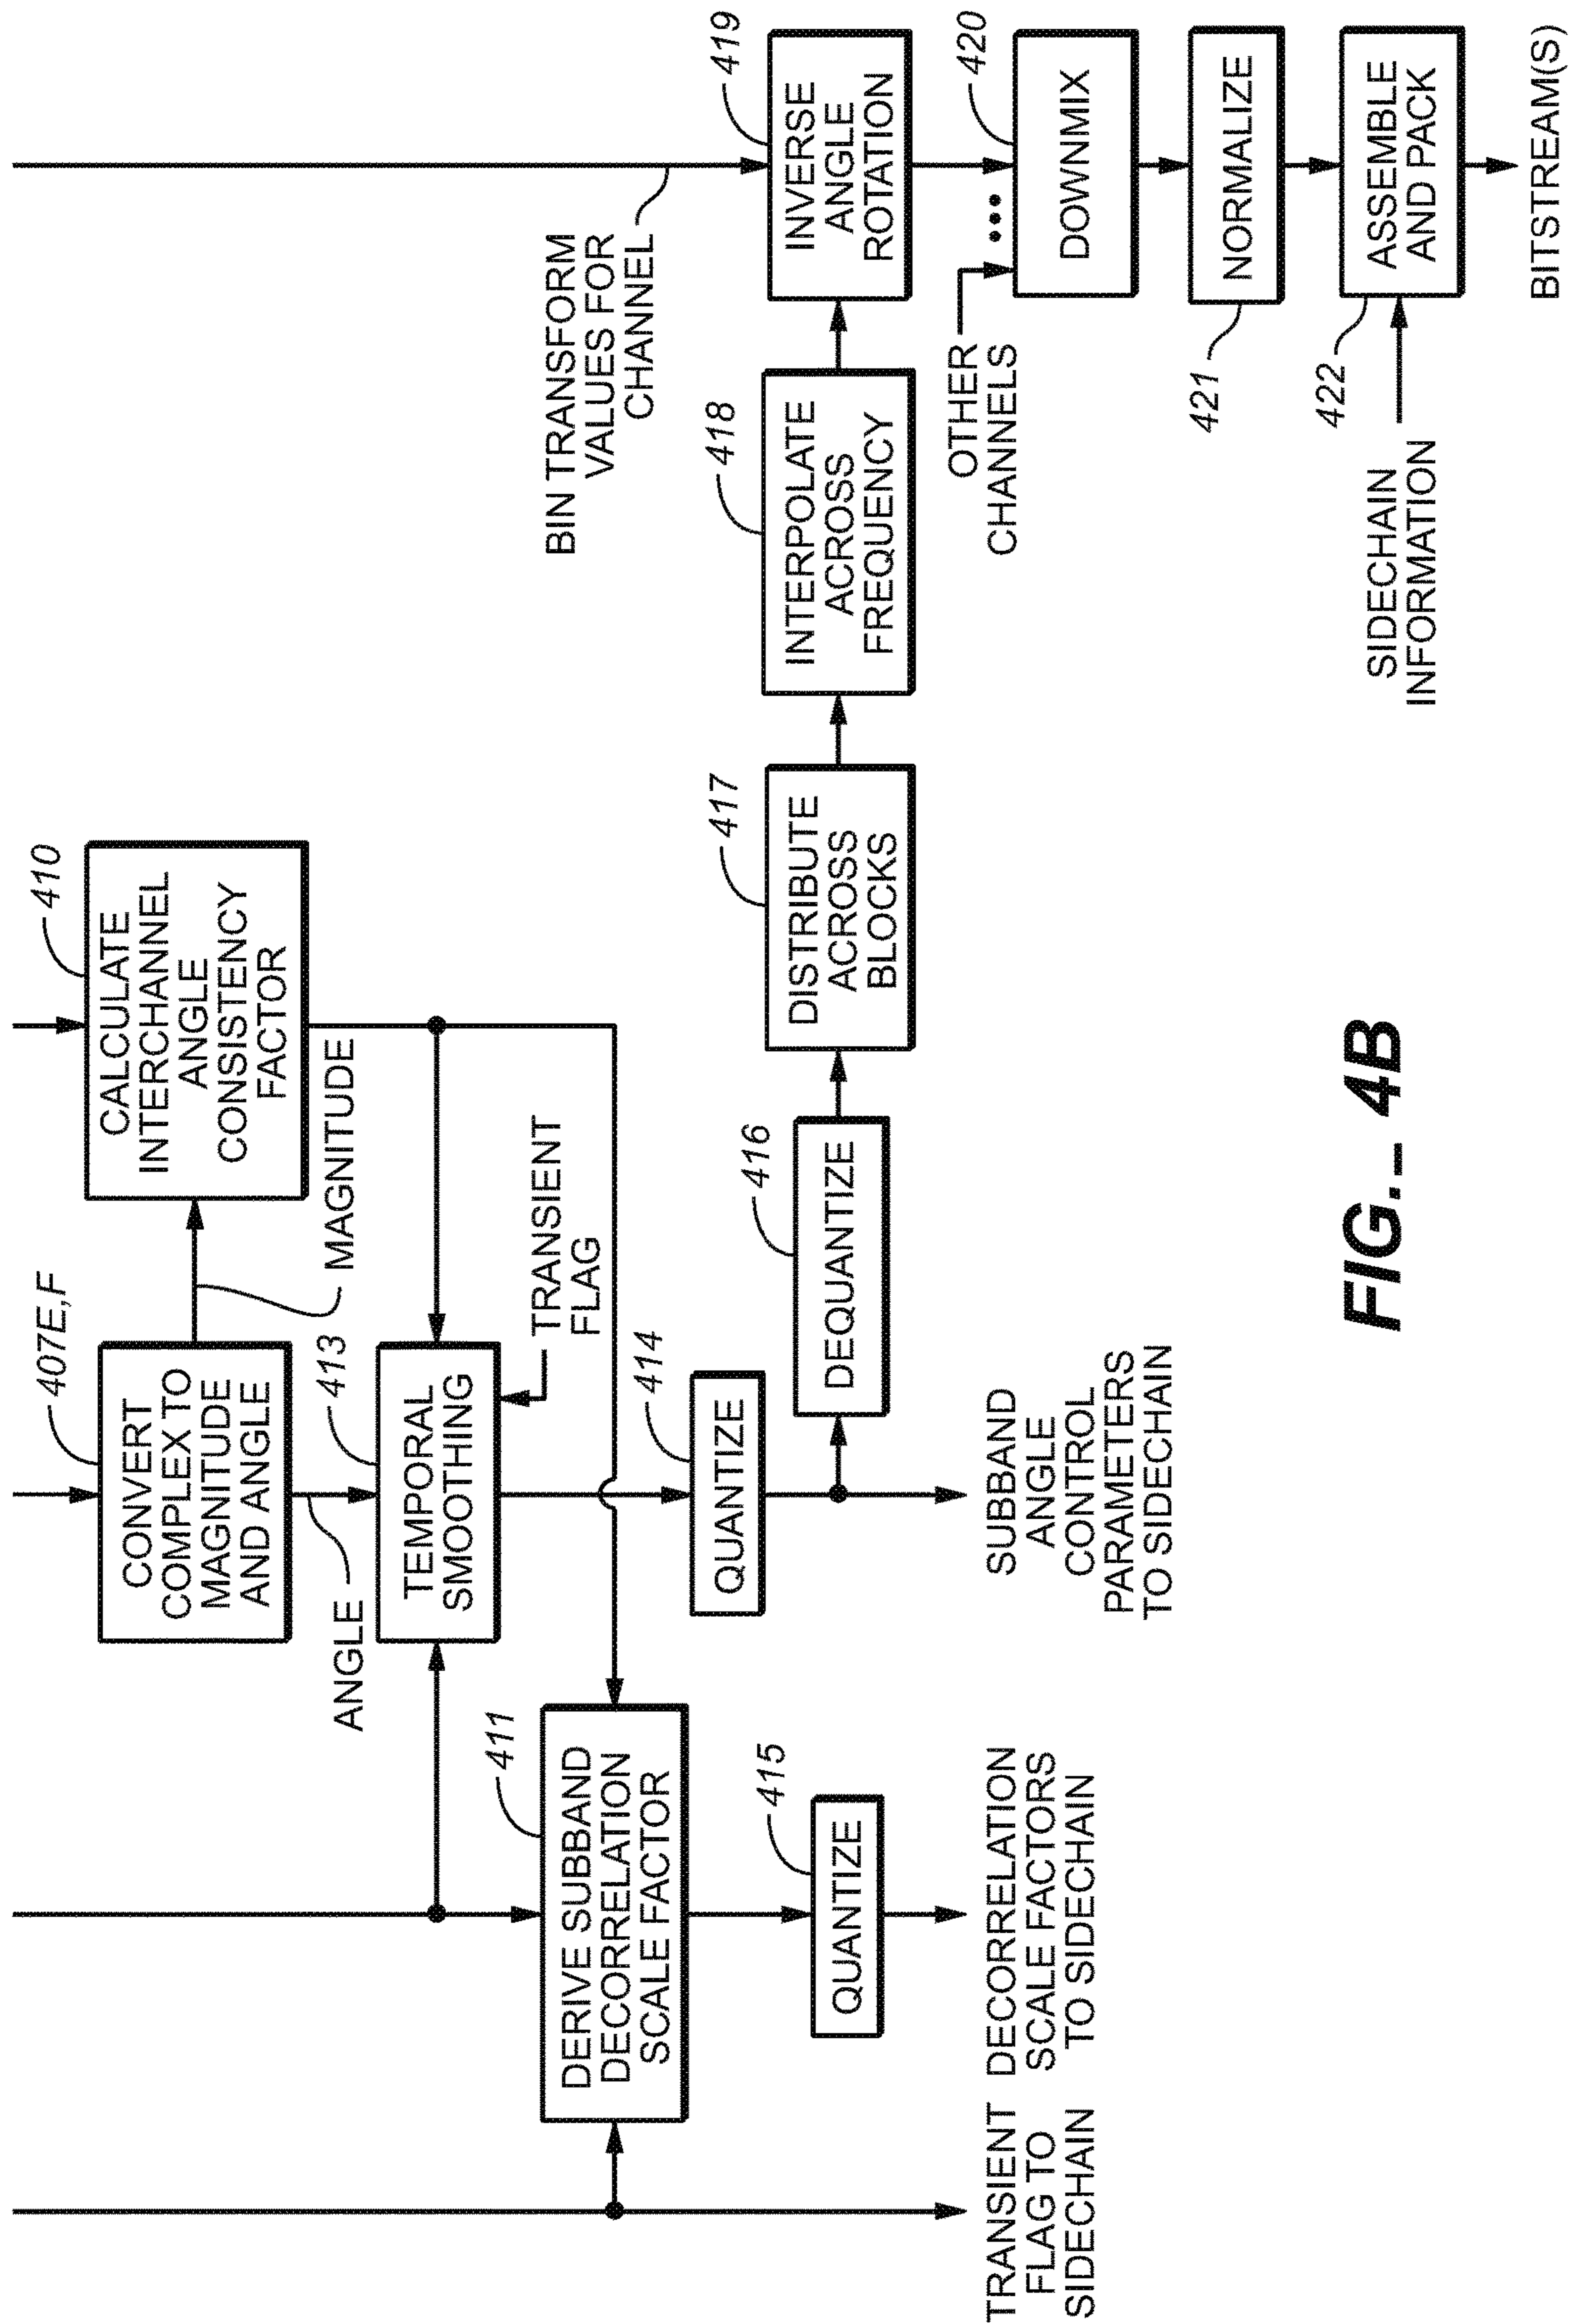 407E,F
CONVERT
COMPLEX TO
MAGNITUDE
AND ANGLE
410
CALCULATE
INTERCHANNEL
ANGLE
CONSISTENCY
FACTOR
ANGLE
MAGNITUDE
413
TEMPORAL
SMOOTHING
TRANSIENT
FLAG
411
DERIVE SUBBAND
DECORRELATION
SCALE FACTOR
414
QUANTIZE
415
QUANTIZE
416
DEQUANTIZE
417
DISTRIBUTE
ACROSS
BLOCKS
418
INTERPOLATE
ACROSS
FREQUENCY
BIN TRANSFORM
VALUES FOR
CHANNEL
419
INVERSE
ANGLE
ROTATION
OTHER
CHANNELS
420
DOWNMIX
421
NORMALIZE
422
ASSEMBLE
AND PACK
SIDECHAIN
INFORMATION
BITSTREAM(S)
TRANSIENT
FLAG TO
SIDECHAIN
DECORRELATION
SCALE FACTORS
TO SIDECHAIN
SUBBAND
ANGLE
CONTROL
PARAMETERS
TO SIDECHAIN
FIG._ 4B